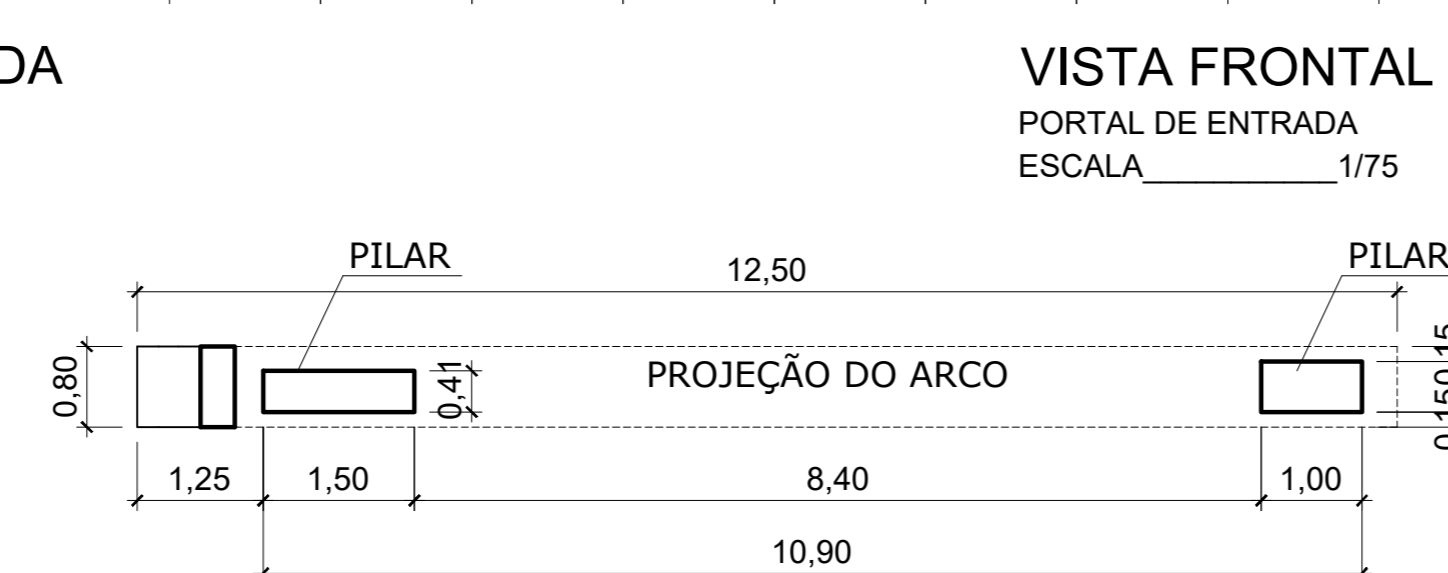 DA
VISTA FRONTAL
PORTAL DE ENTRADA
ESCALA___________1/75
PILAR
12,50
PILAR
0,80
0,41
PROJEÇÃO DO ARCO
1,25
1,50
8,40
1,00
10,90